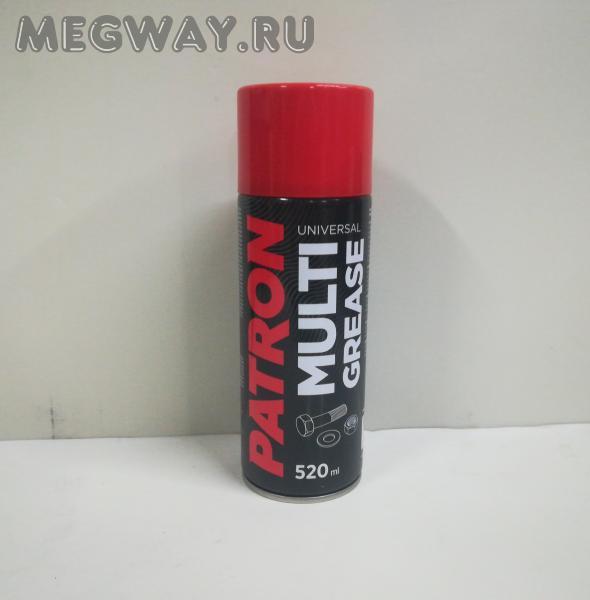 MEGWAY.RU
PATRON
UNIVERSAL
MULTI
GREASE
520 ml